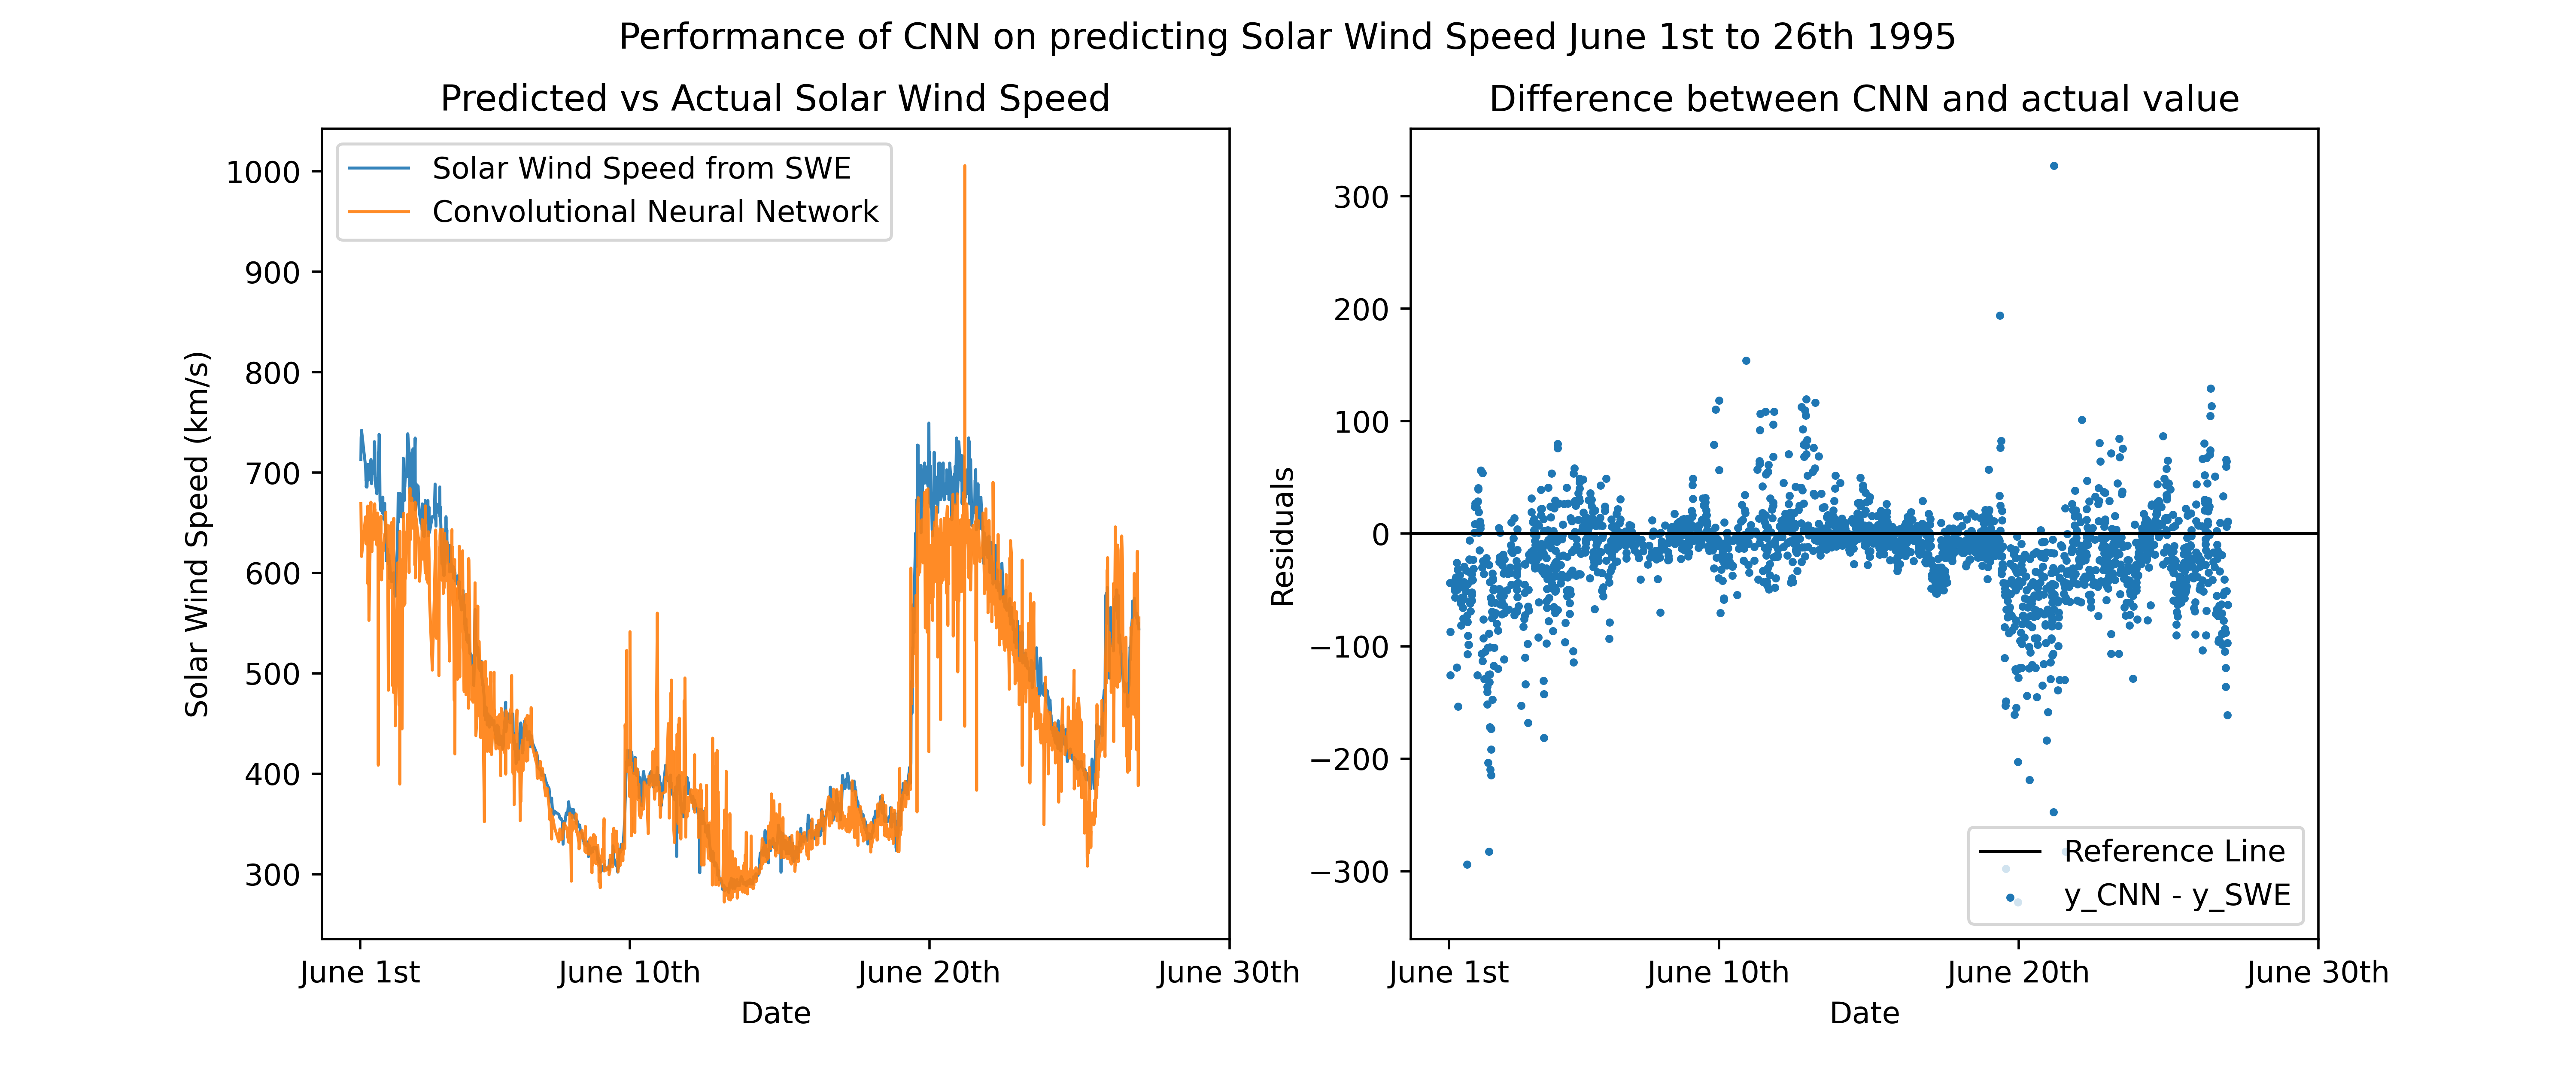 Performance of CNN on predicting Solar Wind Speed June 1st to 26th 1995
Predicted vs Actual Solar Wind Speed
Solar Wind Speed from SWE
Convolutional Neural Network
1000
900
800
700
600
500
400
300
Solar Wind Speed (km/s)
June 1st
June 10th
June 20th
June 30th
Date
Difference between CNN and actual value
300
200
100
0
−100
−200
−300
Residuals
Reference Line
y_CNN - y_SWE
June 1st
June 10th
June 20th
June 30th
Date